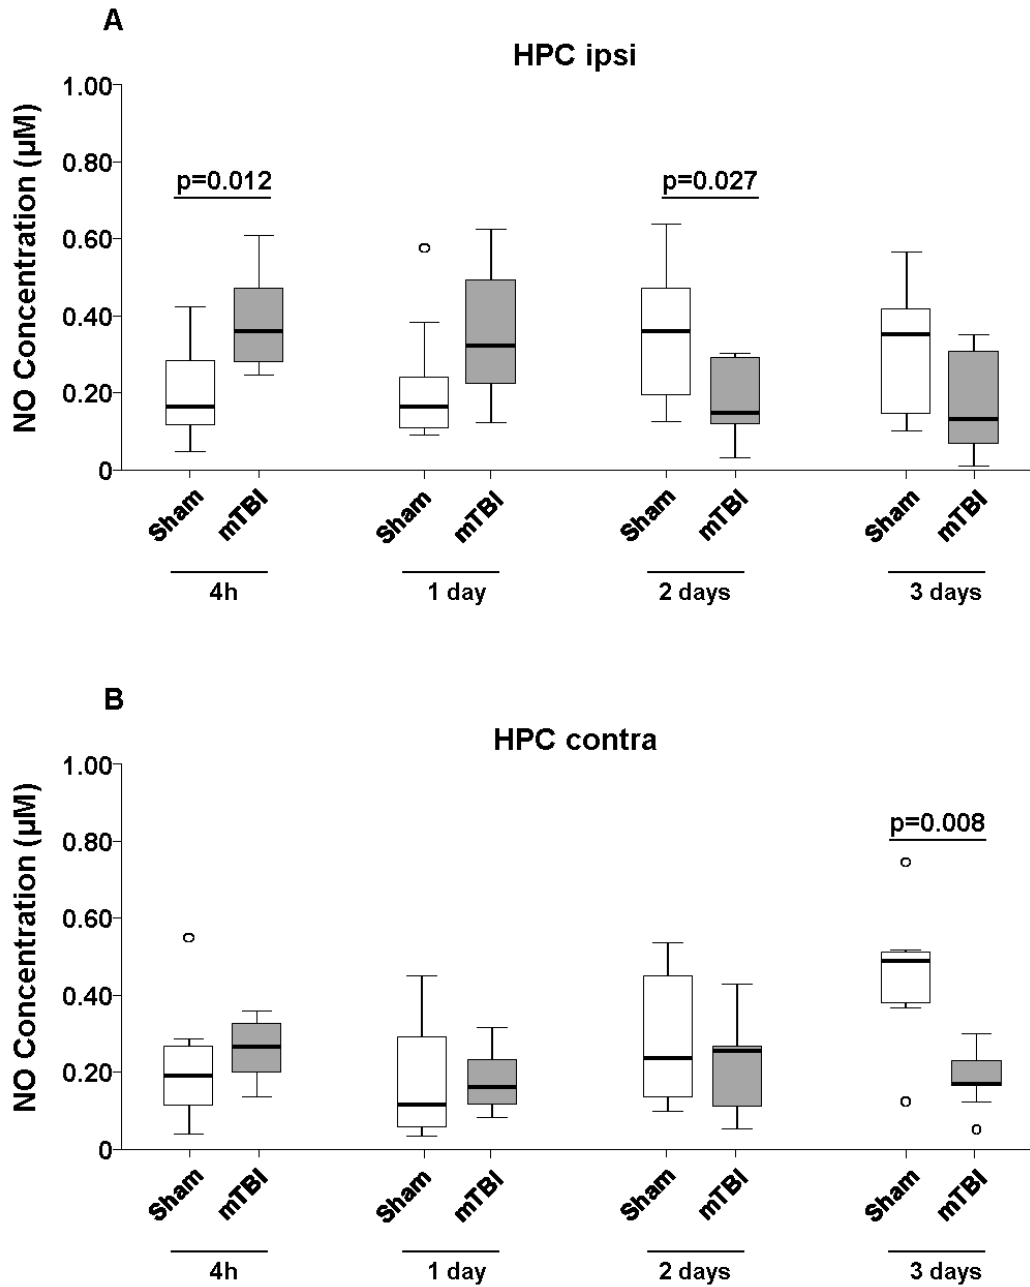 A
HPC ipsi
NO Concentration (µM)
1.00
0.80
0.60
0.40
0.20
0
p=0.012
p=0.027
Sham mTBI Sham mTBI Sham mTBI Sham mTBI
4h 1 day 2 days 3 days
B
HPC contra
NO Concentration (µM)
1.00
0.80
0.60
0.40
0.20
0
p=0.008
Sham mTBI Sham mTBI Sham mTBI Sham mTBI
4h 1 day 2 days 3 days